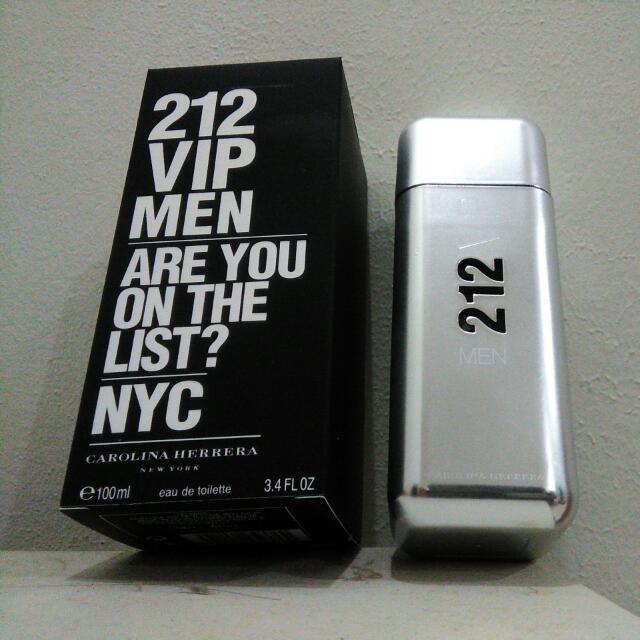 212
VIP
MEN
ARE YOU
ON THE
LIST?
NYC
CAROLINA HERRERA
NEW YORK
℮100ml eau de toilette 3.4 FL OZ
212
MEN
CAROLINA HERRERA